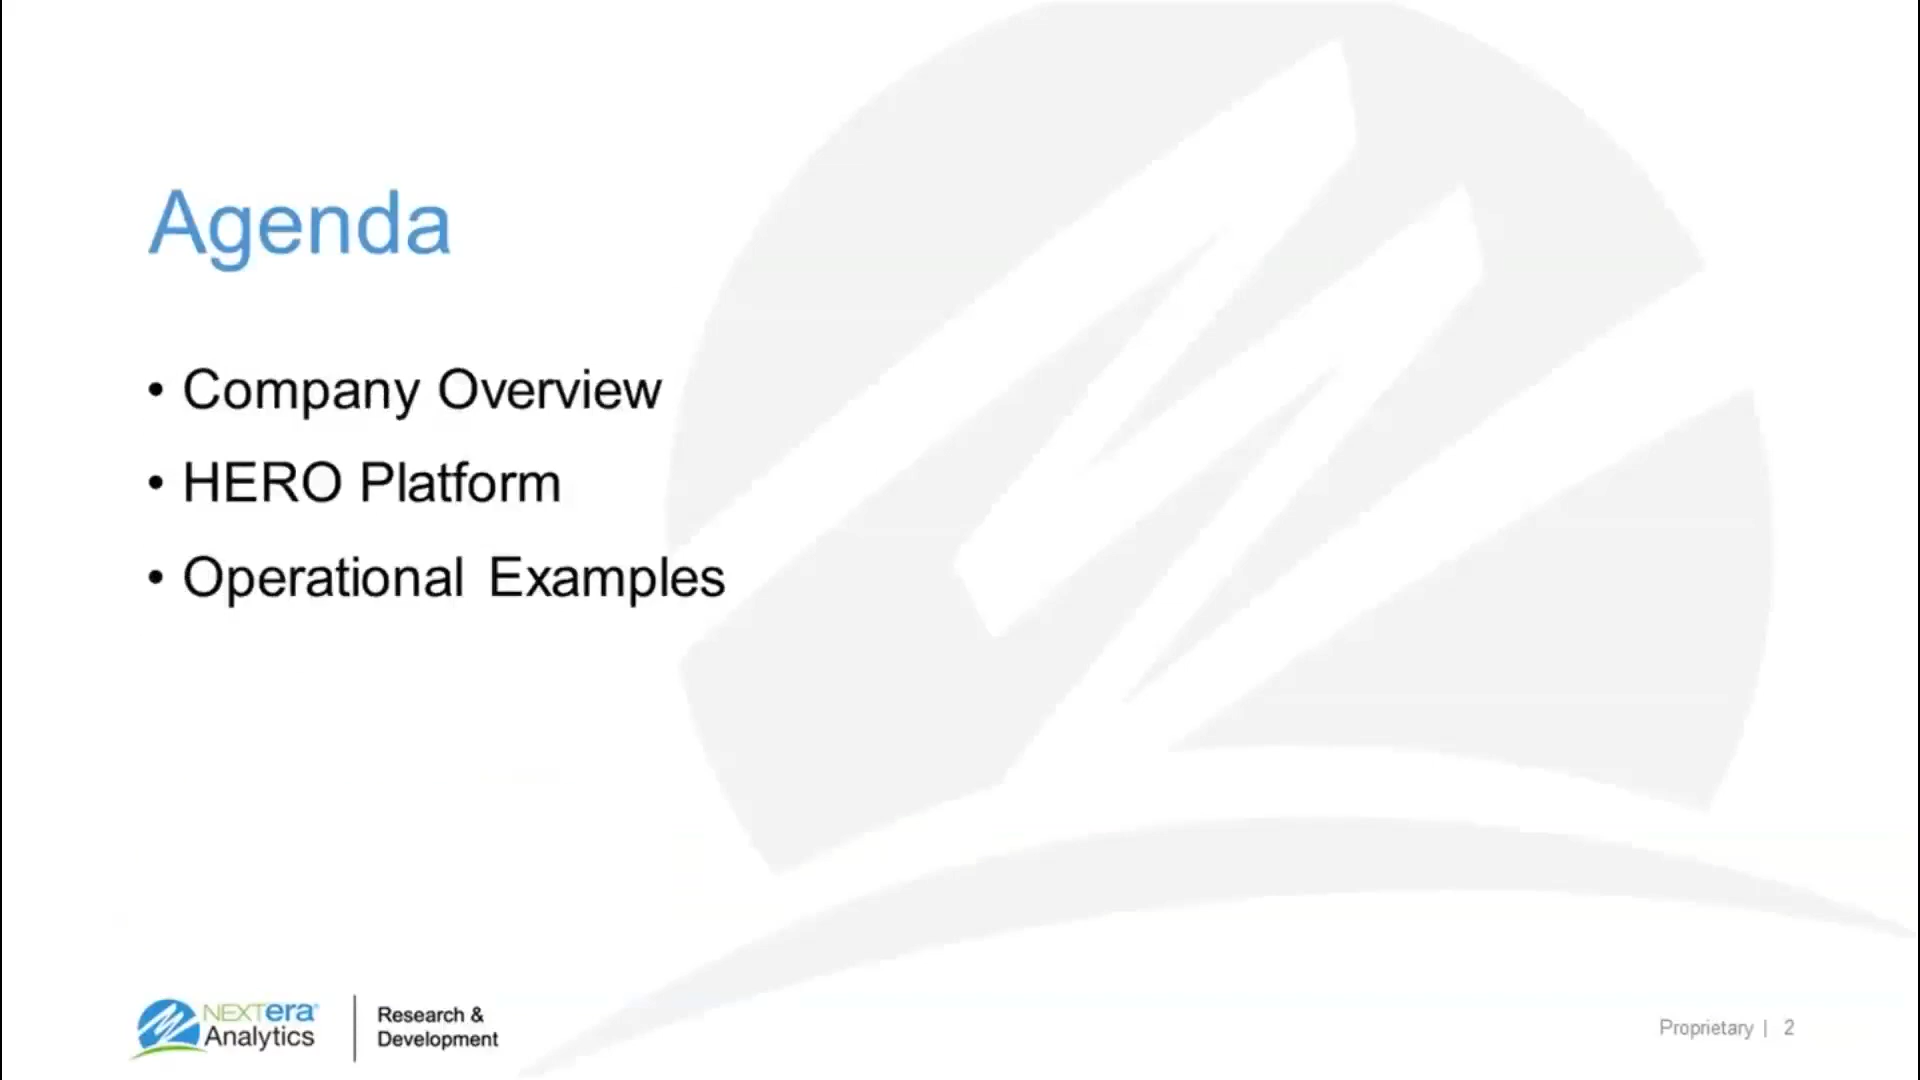 Agenda
• Company Overview
• HERO Platform
• Operational Examples
NEXTera®
Analytics
Research &
Development
Proprietary | 2